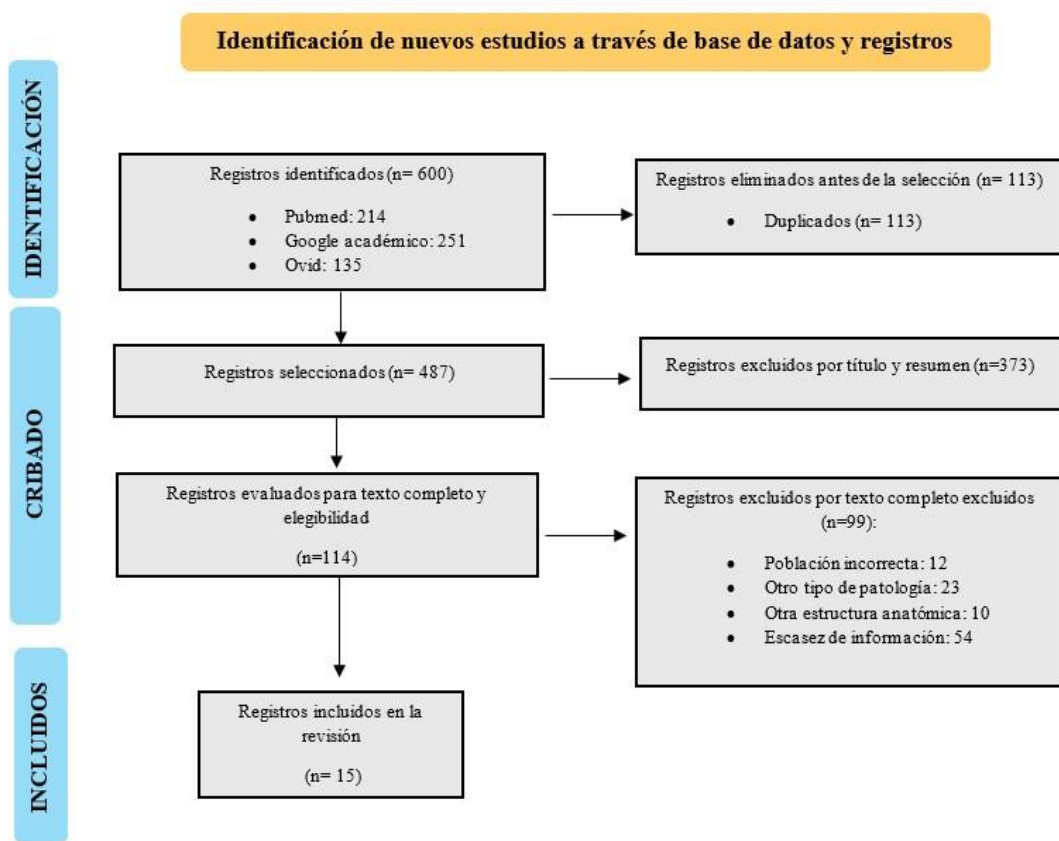 Identificación de nuevos estudios a través de base de datos y registros
IDENTIFICACIÓN
Registros identificados (n= 600)
• Pubmed: 214
• Google académico: 251
• Ovid: 135
Registros eliminados antes de la selección (n= 113)
• Duplicados (n= 113)
CRIBADO
Registros seleccionados (n= 487)
Registros excluidos por título y resumen (n=373)
Registros evaluados para texto completo y
elegibilidad
(n=114)
Registros excluidos por texto completo excluidos
(n=99):
• Población incorrecta: 12
• Otro tipo de patología: 23
• Otra estructura anatómica: 10
• Escasez de información: 54
INCLUIDOS
Registros incluidos en la
revisión
(n= 15)